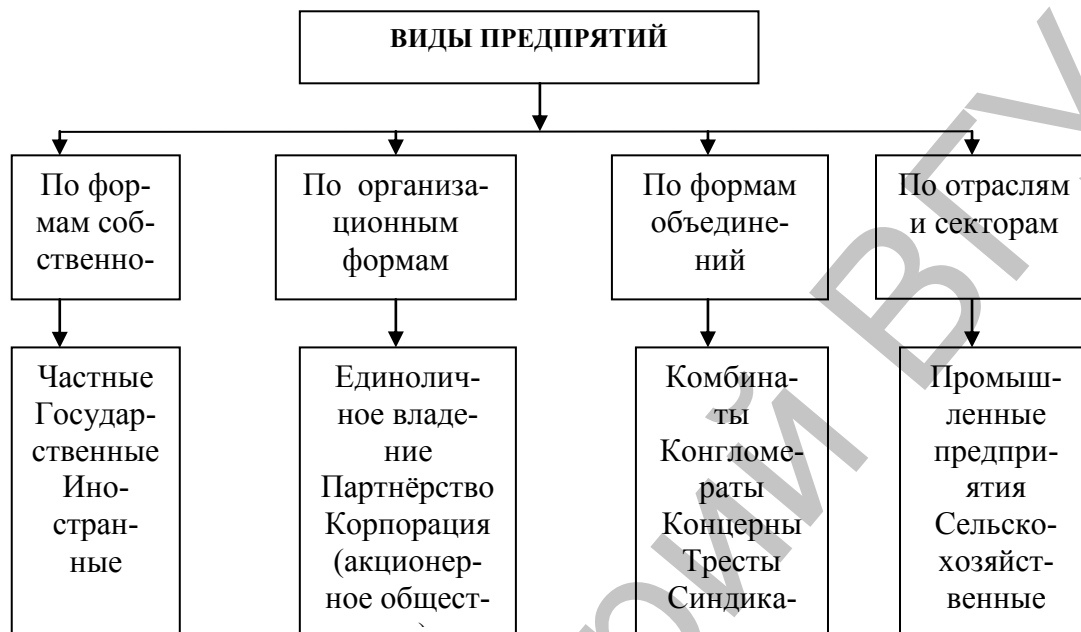 ВИДЫ ПРЕДПРЯТИЙ
По фор-
мам соб-
ственно-
По организа-
ционным
формам
По формам
объедине-
ний
По отраслям
и секторам
Частные
Государ-
ственные
Ино-
стран-
ные
Единолич-
ное владе-
ние
Партнёрство
Корпорация
(акционер-
ное общест-
Комбина-
ты
Конгломе-
раты
Концерны
Тресты
Синдика-
Промыш-
ленные
предпри-
ятия
Сельско-
хозяйст-
венные
рий ВГУ